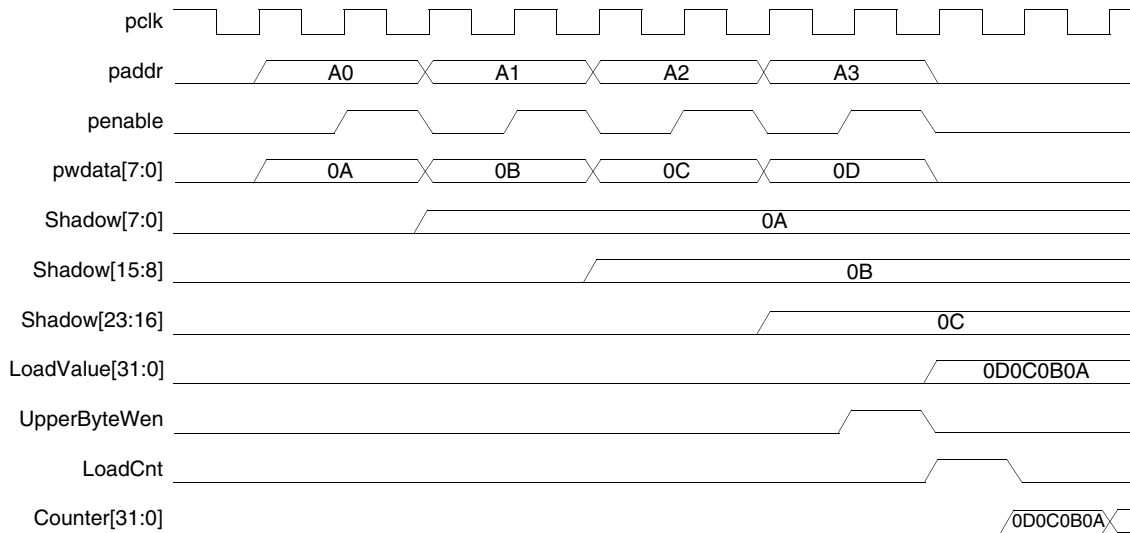 pclk
paddr A0 A1 A2 A3
penable
pwdata[7:0] 0A 0B 0C 0D
Shadow[7:0] 0A
Shadow[15:8] 0B
Shadow[23:16] 0C
LoadValue[31:0] 0D0C0B0A
UpperByteWen
LoadCnt
Counter[31:0] 0D0C0B0A